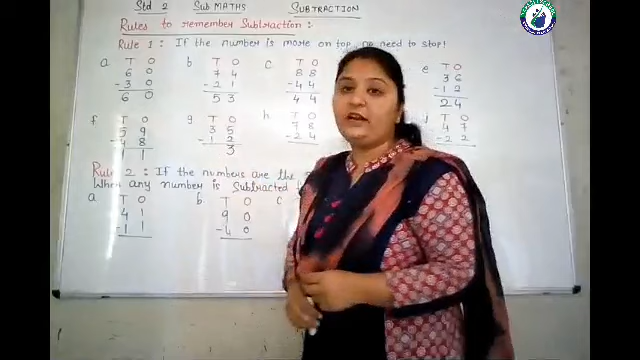 Std 2 Sub MATHS SUBTRACTION
Rules to remember Subtraction :
Rule 1 : If the number is more on top, no need to stop!
a b c e
T O T O T O T O
6 0 7 4 8 8 3 6
- 3 0 - 2 1 - 4 4 - 1 2
6 0 5 3 4 4 2 4
f g h
T O T O T O T O
5 9 3 5 7 8 4 7
- 4 8 - 1 2 - 2 4 - 2 2
1 1 3
Rule 2 : If the numbers are the
When any number is Subtracted
a b c
T O T O
4 1 9 0
- 1 1 - 4 0